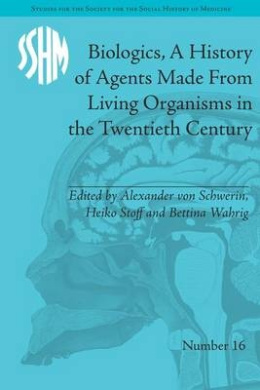 STUDIES FOR THE SOCIETY FOR THE SOCIAL HISTORY OF MEDICINE
SSHM
Biologics, A History
of Agents Made From
Living Organisms in
the Twentieth Century
Edited by Alexander von Schwerin,
Heiko Stoff and Bettina Wahrig
Number 16